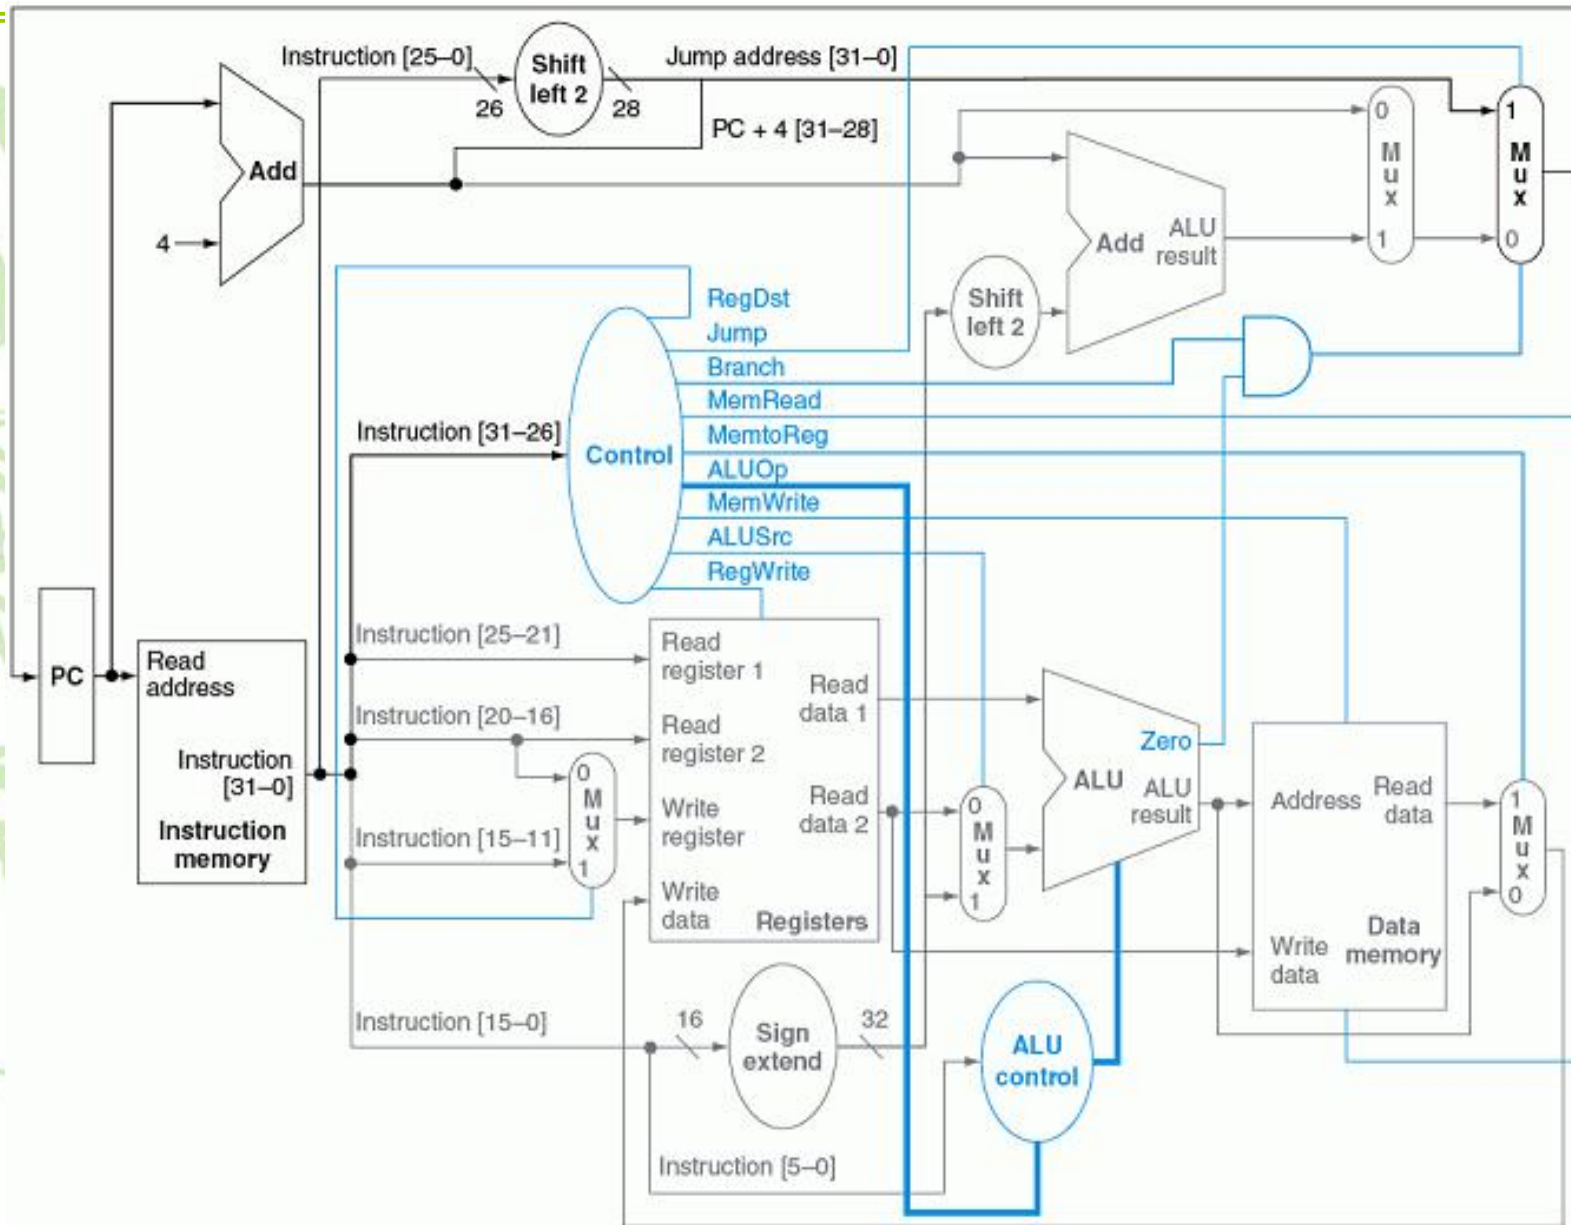 Instruction [25–0]
26
Shift
left 2
28
Jump address [31–0]
PC + 4 [31–28]
Add
4
0
M
u
x
1
1
M
u
x
0
Add
ALU
result
Shift
left 2
RegDst
Jump
Branch
MemRead
MemtoReg
ALUOp
MemWrite
ALUSrc
RegWrite
Control
Instruction [31–26]
PC
Read
address
Instruction
[31–0]
Instruction
memory
Instruction [25–21]
Instruction [20–16]
Instruction [15–11]
0
M
u
x
1
Read
register 1
Read
register 2
Write
register
Write
data
Read
data 1
Read
data 2
Registers
0
M
u
x
1
Zero
ALU
ALU
result
Address
Read
data
Write
data
Data
memory
1
M
u
x
0
Instruction [15–0]
16
Sign
extend
32
ALU
control
Instruction [5–0]